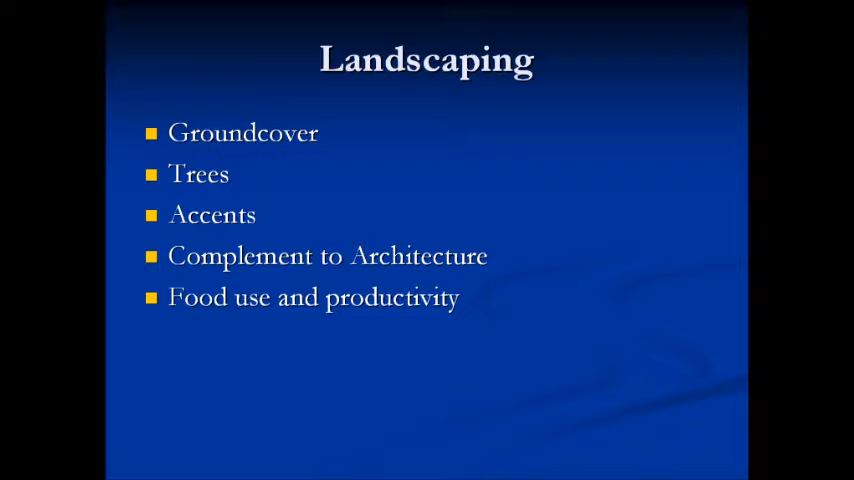 Landscaping
Groundcover
Trees
Accents
Complement to Architecture
Food use and productivity